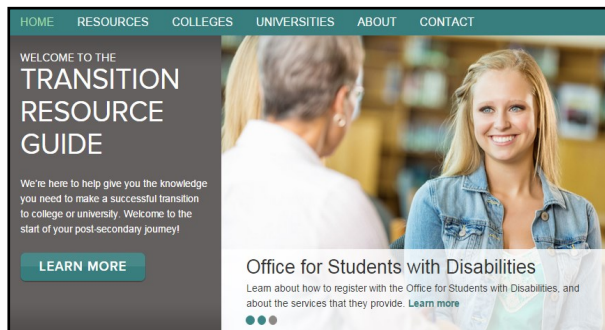 HOME RESOURCES COLLEGES UNIVERSITIES ABOUT CONTACT
WELCOME TO THE
TRANSITION
RESOURCE
GUIDE
We're here to help give you the knowledge
you need to make a successful transition
to college or university. Welcome to the
start of your post-secondary journey!
LEARN MORE
Office for Students with Disabilities
Learn about how to register with the Office for Students with Disabilities, and
about the services that they provide. Learn more